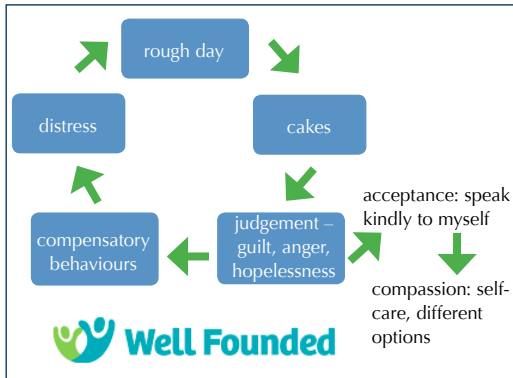 rough day
distress
cakes
acceptance: speak
kindly to myself
judgement –
guilt, anger,
hopelessness
compensatory
behaviours
compassion: self-
care, different
options
Well Founded